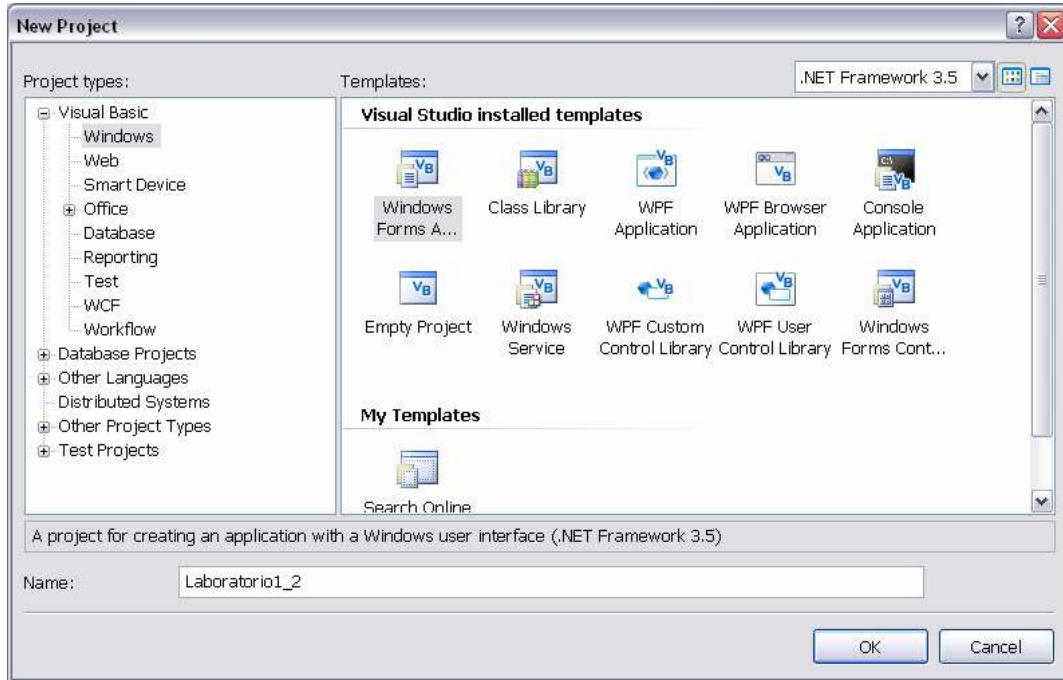 New Project
Project types:
Templates:
.NET Framework 3.5
Visual Basic
Windows
Web
Smart Device
Office
Database
Reporting
Test
WCF
Workflow
Database Projects
Other Languages
Distributed Systems
Other Project Types
Test Projects
Visual Studio installed templates
Windows
Forms A...
Class Library
WPF
Application
WPF Browser
Application
Console
Application
Empty Project
Windows
Service
WPF Custom
Control Library
WPF User
Control Library
Windows
Forms Cont...
My Templates
Search Online
A project for creating an application with a Windows user interface (.NET Framework 3.5)
Name:
Laboratorio1_2
OK
Cancel